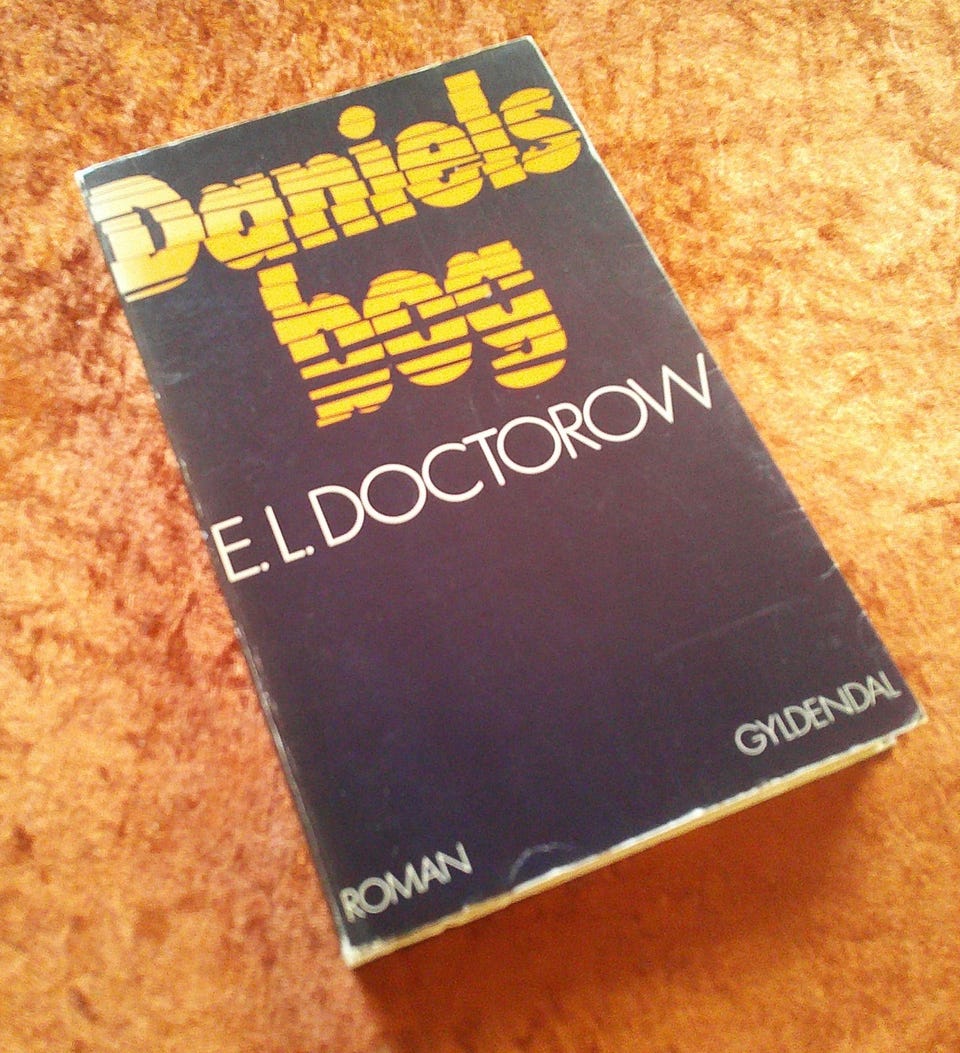 Daniels
bog
E. L. DOCTOROW
GYLDENDAL
ROMAN